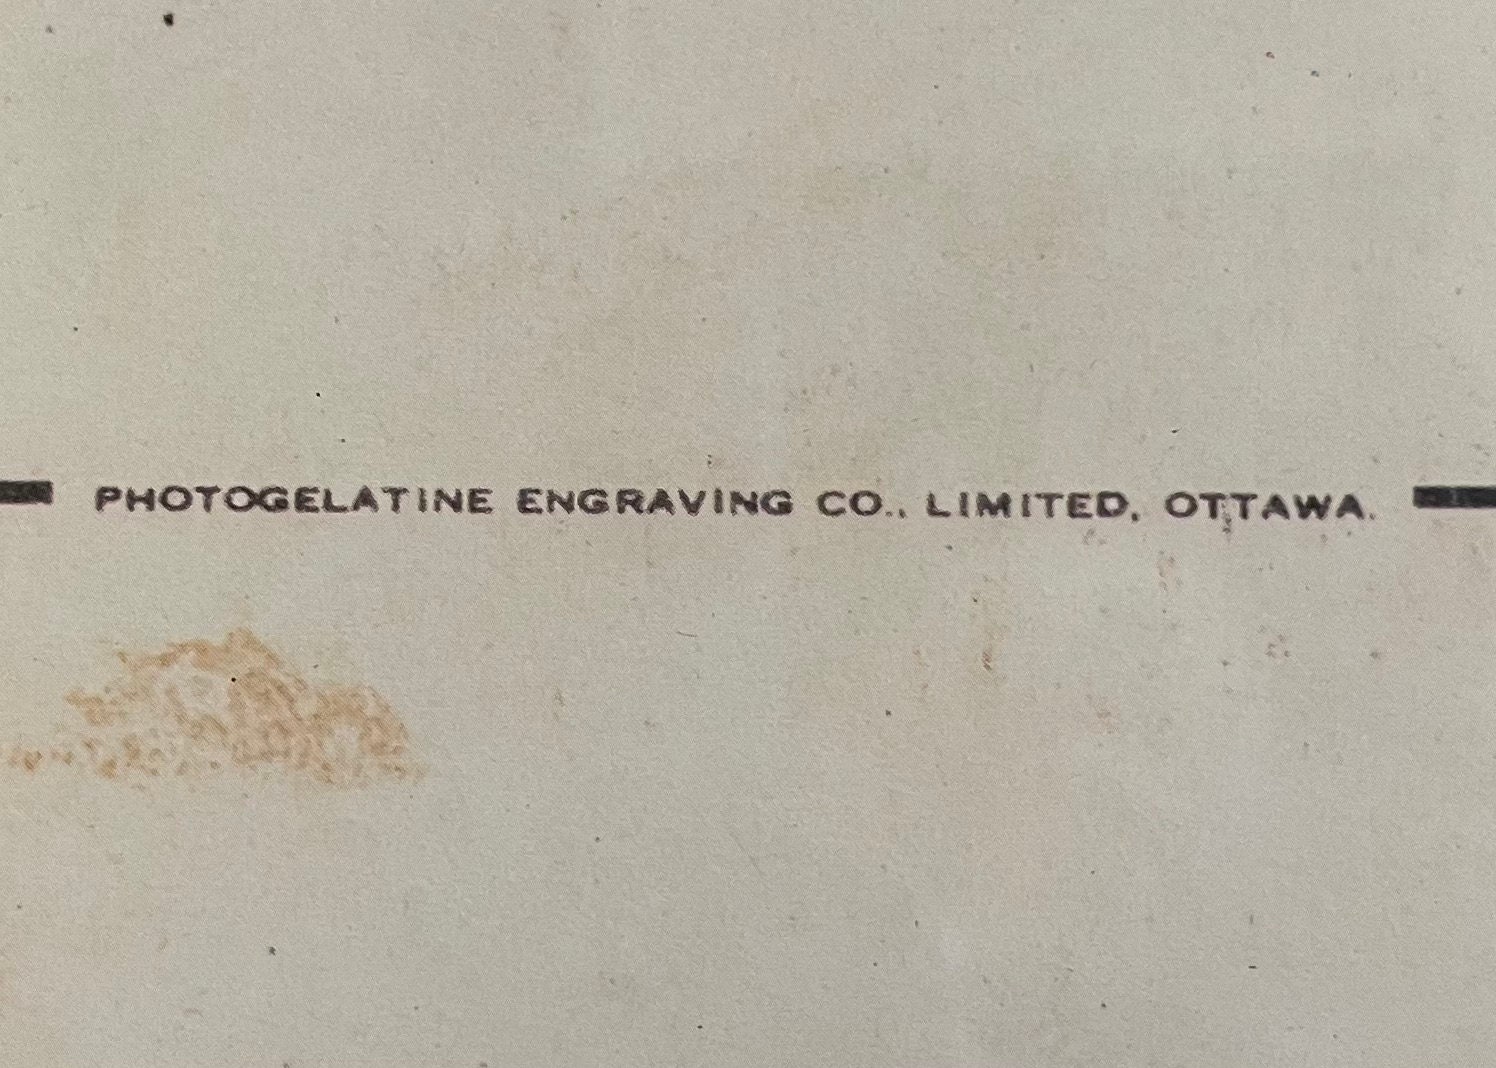 PHOTOGELATINE ENGRAVING CO., LIMITED, OTTAWA.